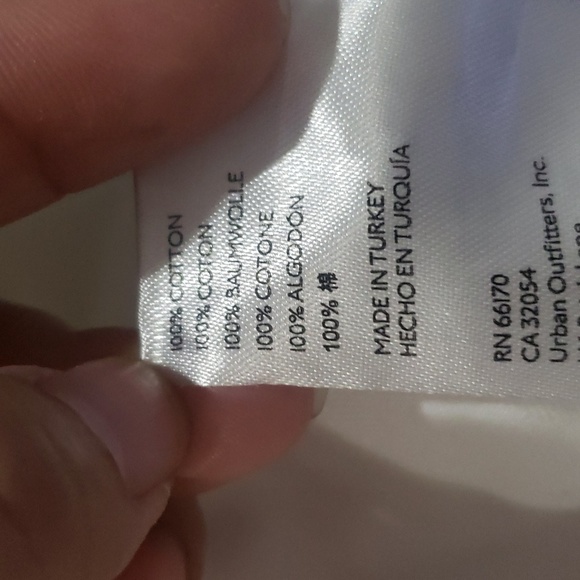 100% COTTON
100% COTON
100% BAUMWOLLE
100% COTONE
100% ALGODÓN
100% 棉
MADE IN TURKEY
HECHO EN TURQUÍA
RN 66170
CA 32054
Urban Outfitters, Inc.